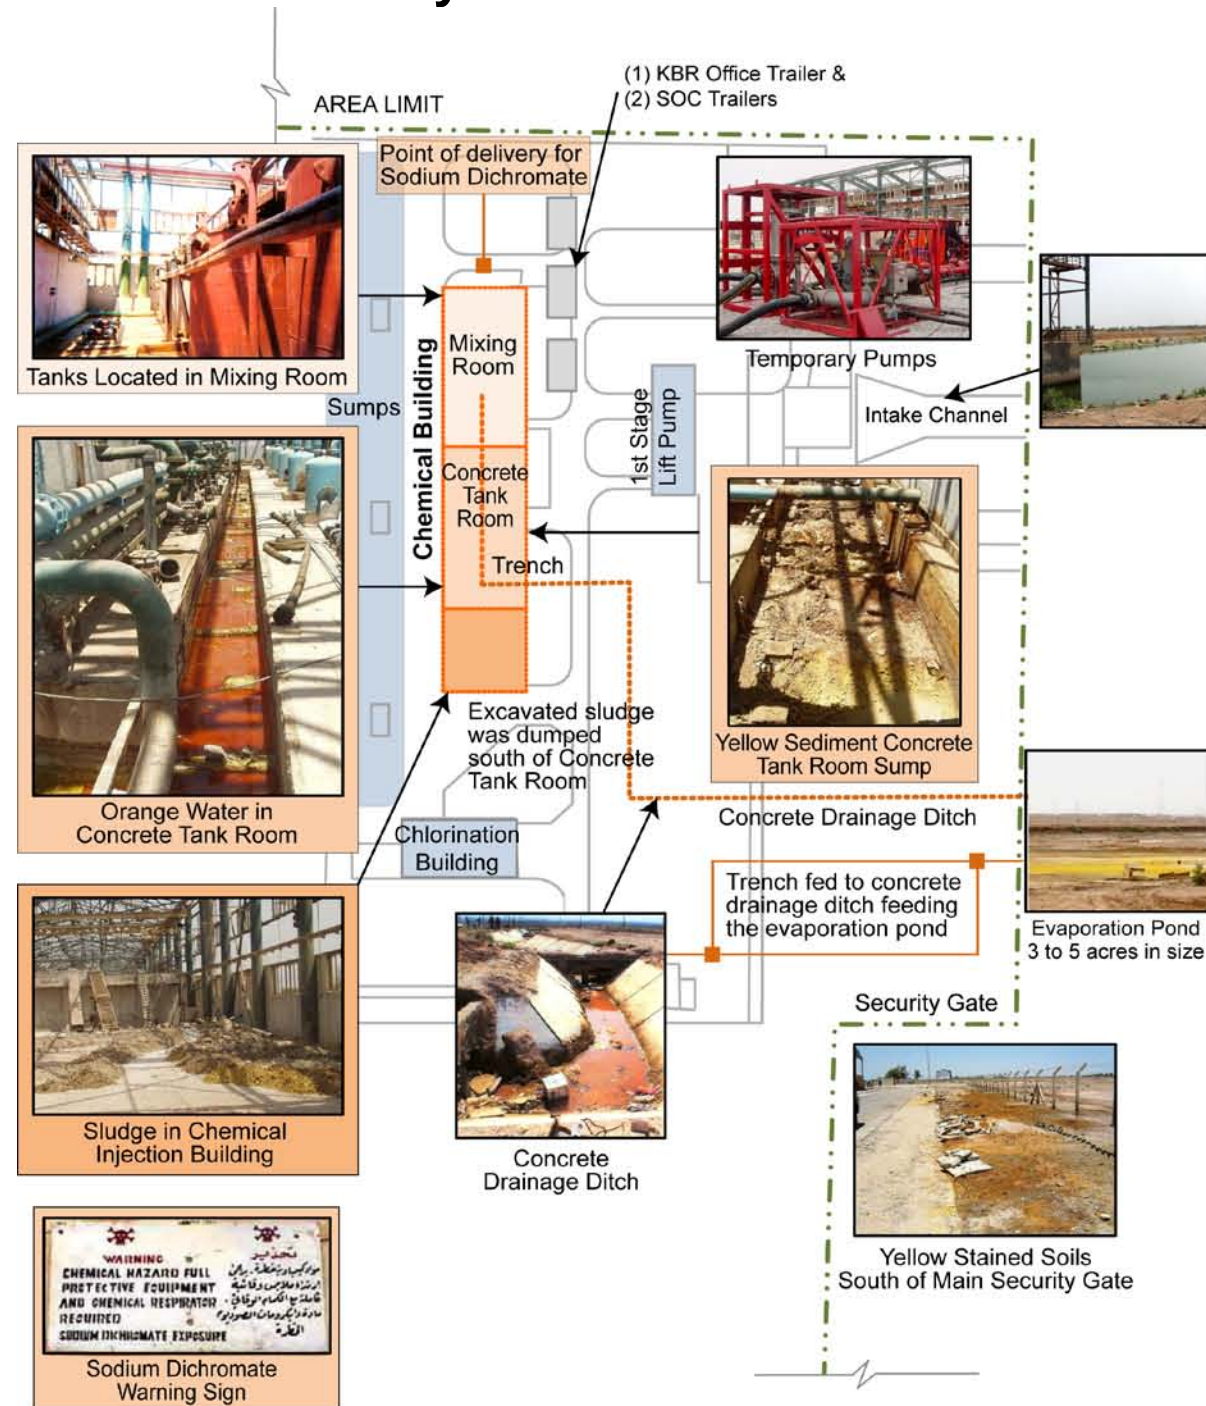 (1) KBR Office Trailer &
(2) SOC Trailers
AREA LIMIT
Point of delivery for
Sodium Dichromate
Tanks Located in Mixing Room
Sumps
Chemical Building
Mixing
Room
Concrete
Tank
Room
Trench
1st Stage
Lift Pump
Temporary Pumps
Intake Channel
Orange Water in
Concrete Tank Room
Excavated sludge
was dumped
south of Concrete
Tank Room
Yellow Sediment Concrete
Tank Room Sump
Concrete Drainage Ditch
Chlorination
Building
Trench fed to concrete
drainage ditch feeding
the evaporation pond
Evaporation Pond
3 to 5 acres in size
Security Gate
Sludge in Chemical
Injection Building
Concrete
Drainage Ditch
Yellow Stained Soils
South of Main Security Gate
WARNING
CHEMICAL HAZARD FULL
PROTECTIVE EQUIPMENT
AND CHEMICAL RESPIRATOR
REQUIRED
SODIUM DICHROMATE EXPOSURE
تحذير
Sodium Dichromate
Warning Sign